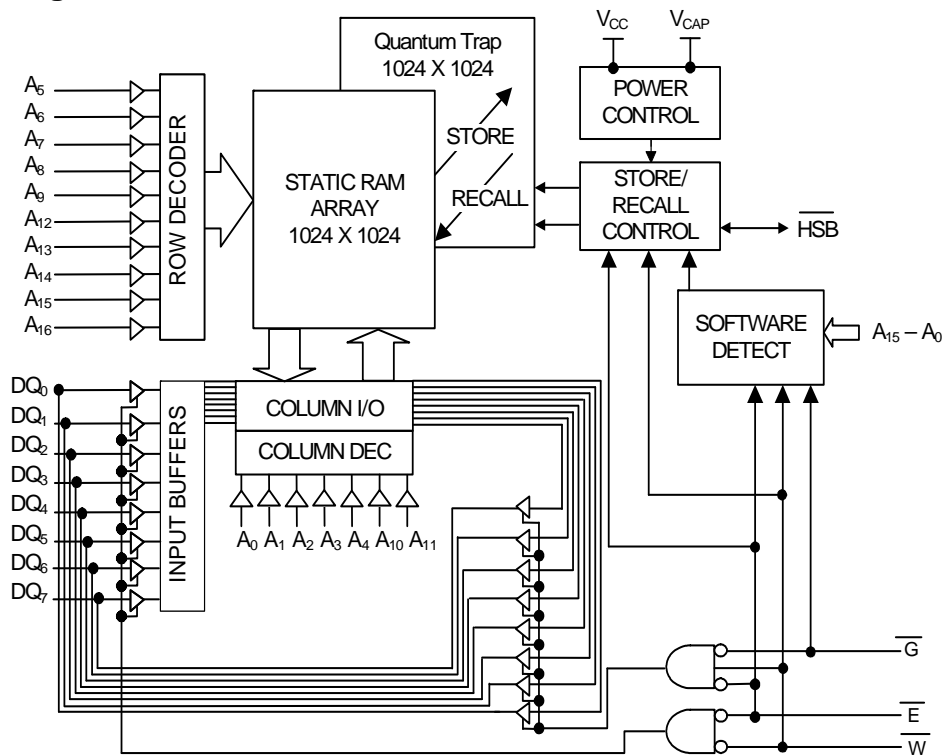 Quantum Trap
1024 X 1024
STORE
RECALL
STATIC RAM
ARRAY
1024 X 1024
VCC
VCAP
POWER
CONTROL
STORE/
RECALL
CONTROL
HSB
SOFTWARE
DETECT
A15 – A0
A5
A6
A7
A8
A9
A12
A13
A14
A15
A16
ROW DECODER
DQ0
DQ1
DQ2
DQ3
DQ4
DQ5
DQ6
DQ7
INPUT BUFFERS
COLUMN I/O
COLUMN DEC
A0 A1 A2 A3 A4 A10 A11
G
E
W